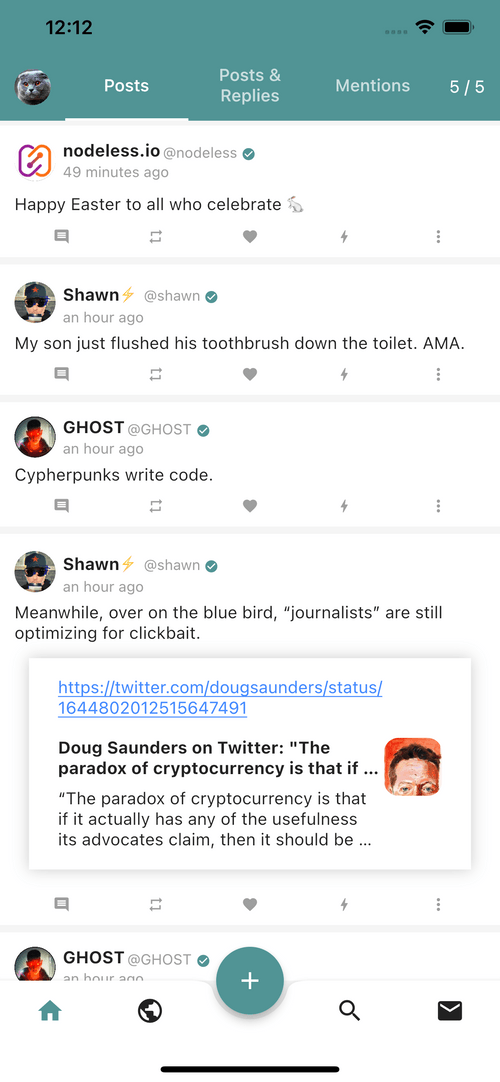 12:12
Posts
Posts &
Replies
Mentions
5 / 5
nodeless.io @nodeless
49 minutes ago
Happy Easter to all who celebrate 🐇
Shawn⚡ @shawn
an hour ago
My son just flushed his toothbrush down the toilet. AMA.
GHOST @GHOST
an hour ago
Cypherpunks write code.
Shawn⚡ @shawn
an hour ago
Meanwhile, over on the blue bird, “journalists” are still
optimizing for clickbait.
https://twitter.com/dougsaunders/status/
1644802012515647491
Doug Saunders on Twitter: "The
paradox of cryptocurrency is that if ...
“The paradox of cryptocurrency is that
if it actually has any of the usefulness
its advocates claim, then it should be ...
GHOST @GHOST
an hour ago